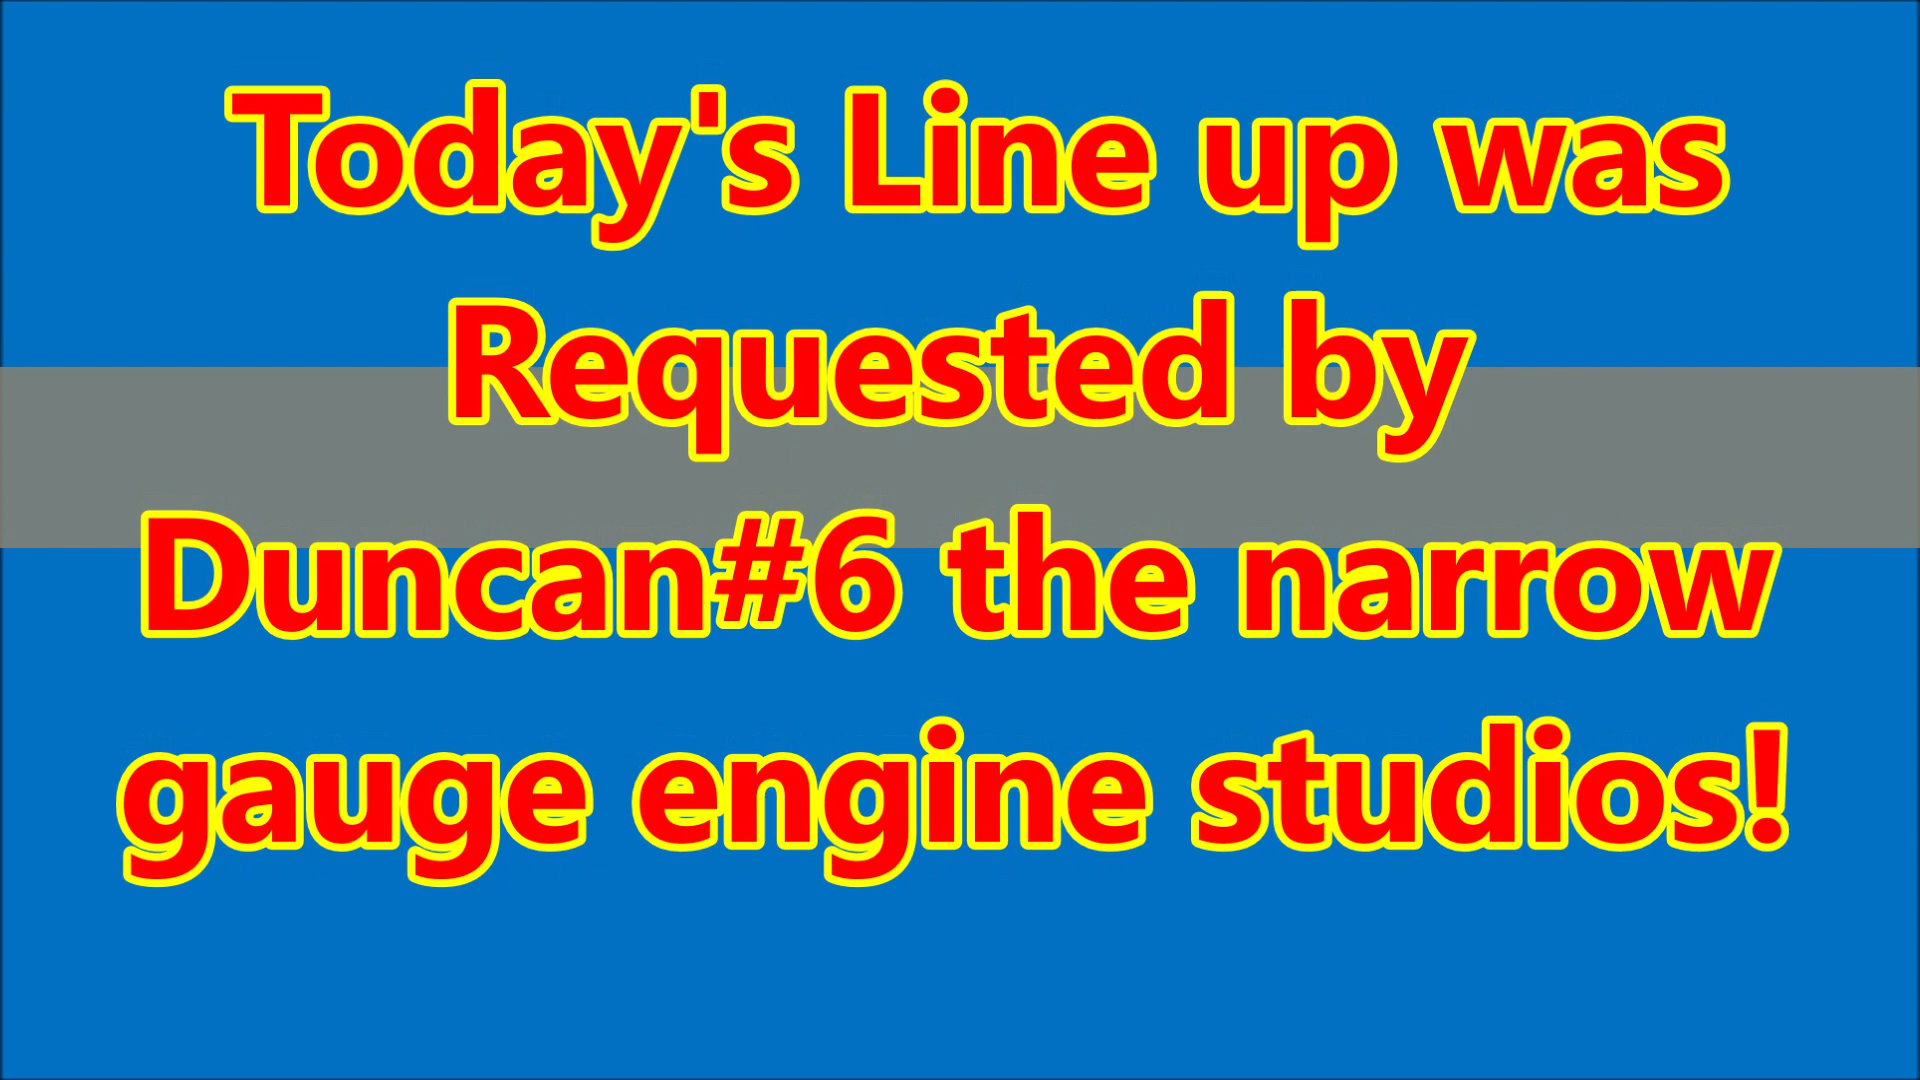 Today's Line up was
Requested by
Duncan#6 the narrow
gauge engine studios!